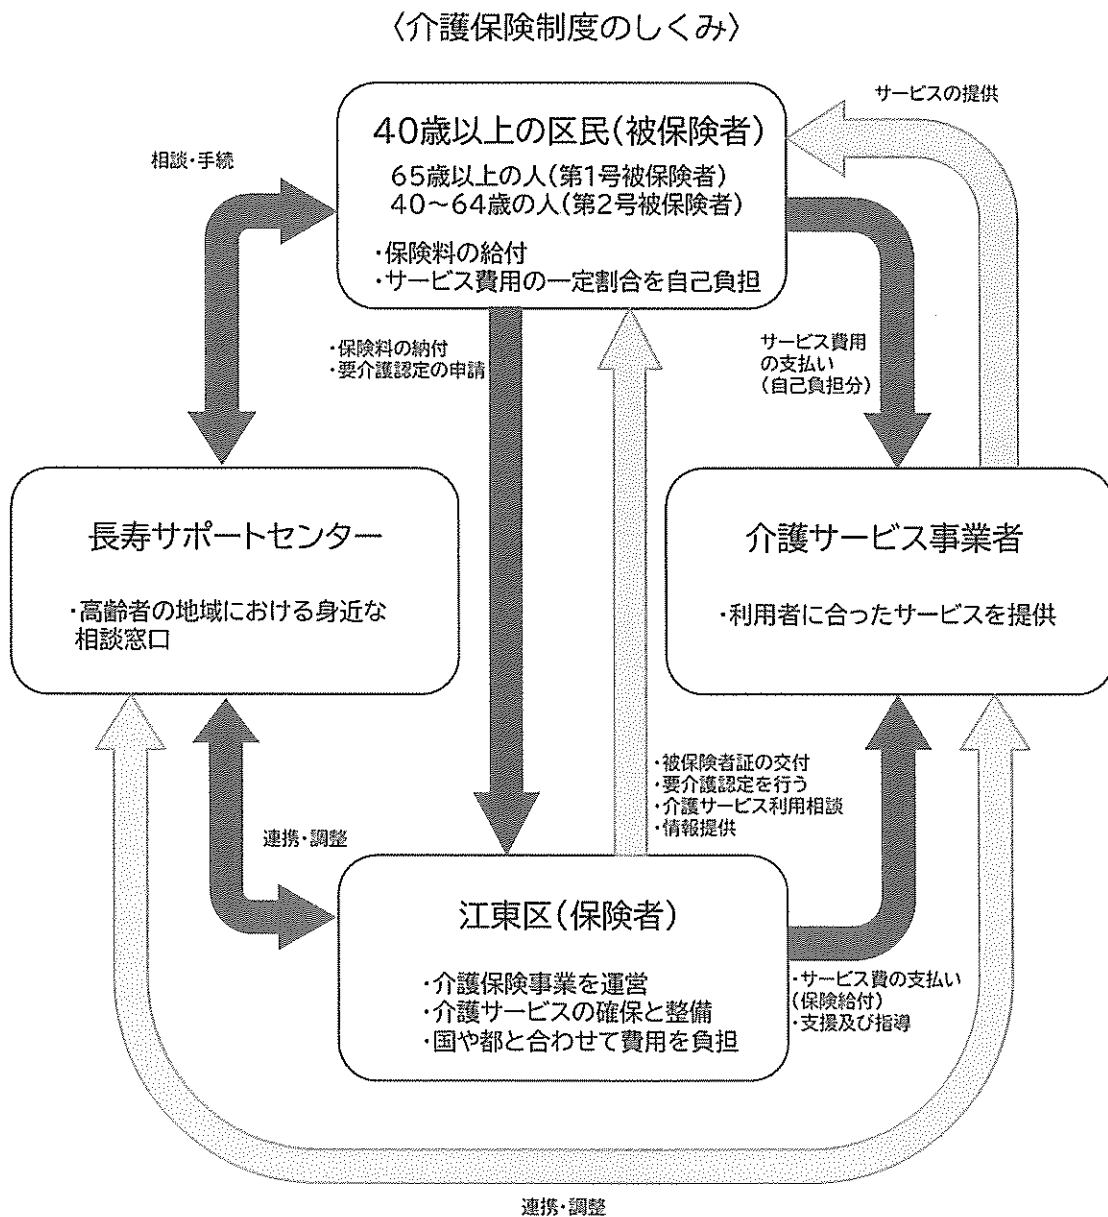 〈介護保険制度のしくみ〉
サービスの提供
40歳以上の区民(被保険者)
65歳以上の人(第1号被保険者)
40～64歳の人(第2号被保険者)
・保険料の給付
・サービス費用の一定割合を自己負担
相談・手続
・保険料の納付
・要介護認定の申請
サービス費用
の支払い
(自己負担分)
長寿サポートセンター
・高齢者の地域における身近な
相談窓口
介護サービス事業者
・利用者に合ったサービスを提供
・被保険者証の交付
・要介護認定を行う
・介護サービス利用相談
・情報提供
連携・調整
江東区(保険者)
・介護保険事業を運営
・介護サービスの確保と整備
・国や都と合わせて費用を負担
・サービス費の支払い
(保険給付)
・支援及び指導
連携・調整